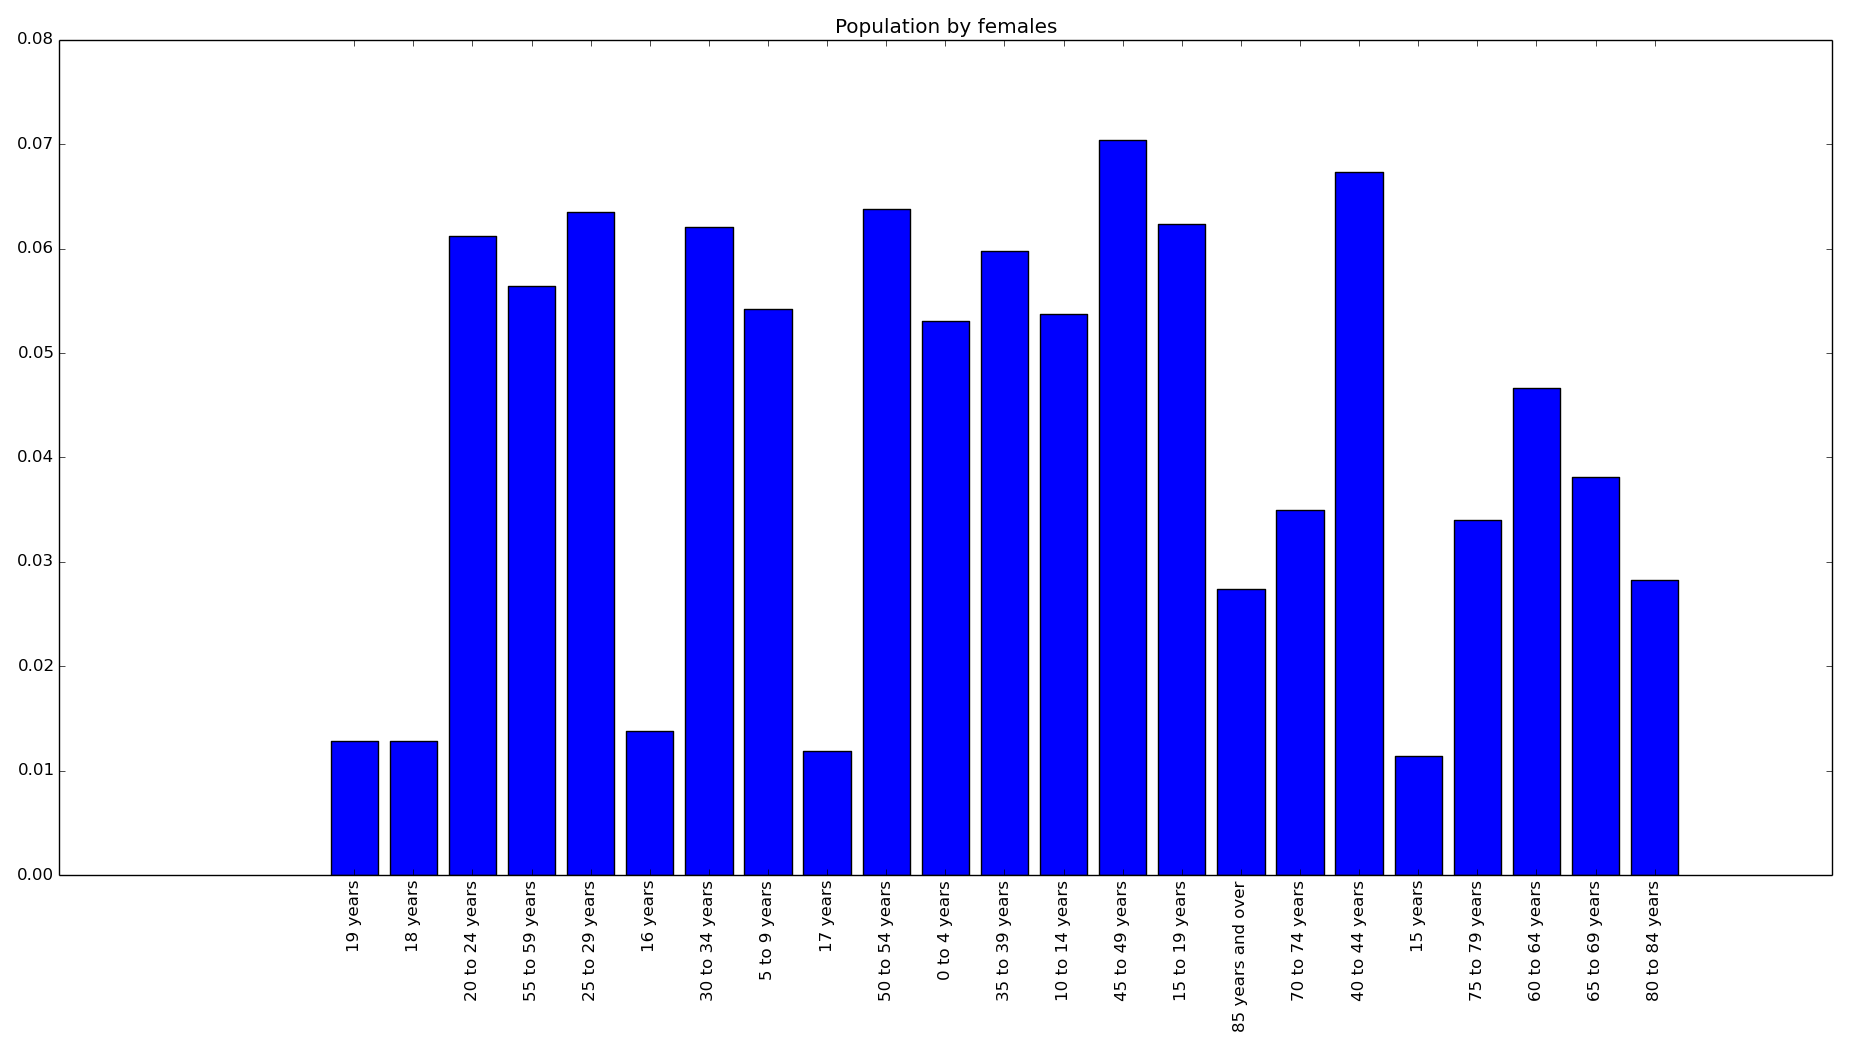 Population by females
0.08
0.07
0.06
0.05
0.04
0.03
0.02
0.01
0.00
19 years
18 years
20 to 24 years
55 to 59 years
25 to 29 years
16 years
30 to 34 years
5 to 9 years
17 years
50 to 54 years
0 to 4 years
35 to 39 years
10 to 14 years
45 to 49 years
15 to 19 years
85 years and over
70 to 74 years
40 to 44 years
15 years
75 to 79 years
60 to 64 years
65 to 69 years
80 to 84 years